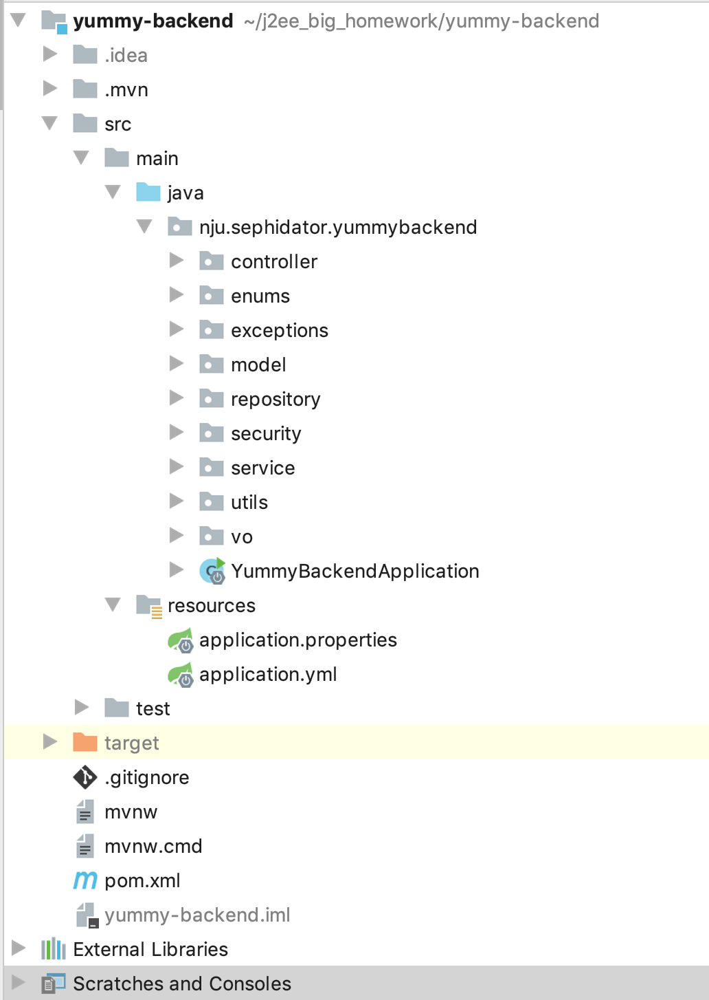 yummy-backend ~/j2ee_big_homework/yummy-backend
.idea
.mvn
src
main
java
nju.sephidator.yummybackend
controller
enums
exceptions
model
repository
security
service
utils
vo
YummyBackendApplication
resources
application.properties
application.yml
test
target
.gitignore
mvnw
mvnw.cmd
pom.xml
yummy-backend.iml
External Libraries
Scratches and Consoles